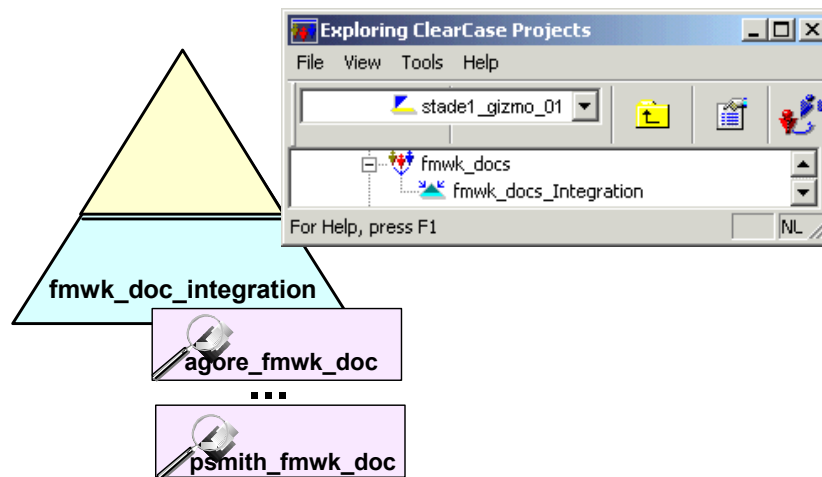 Exploring ClearCase Projects
File View Tools Help
stade1_gizmo_01
fmwk_docs
fmwk_docs_Integration
For Help, press F1
NL
fmwk_doc_integration
agore_fmwk_doc
...
psmith_fmwk_doc